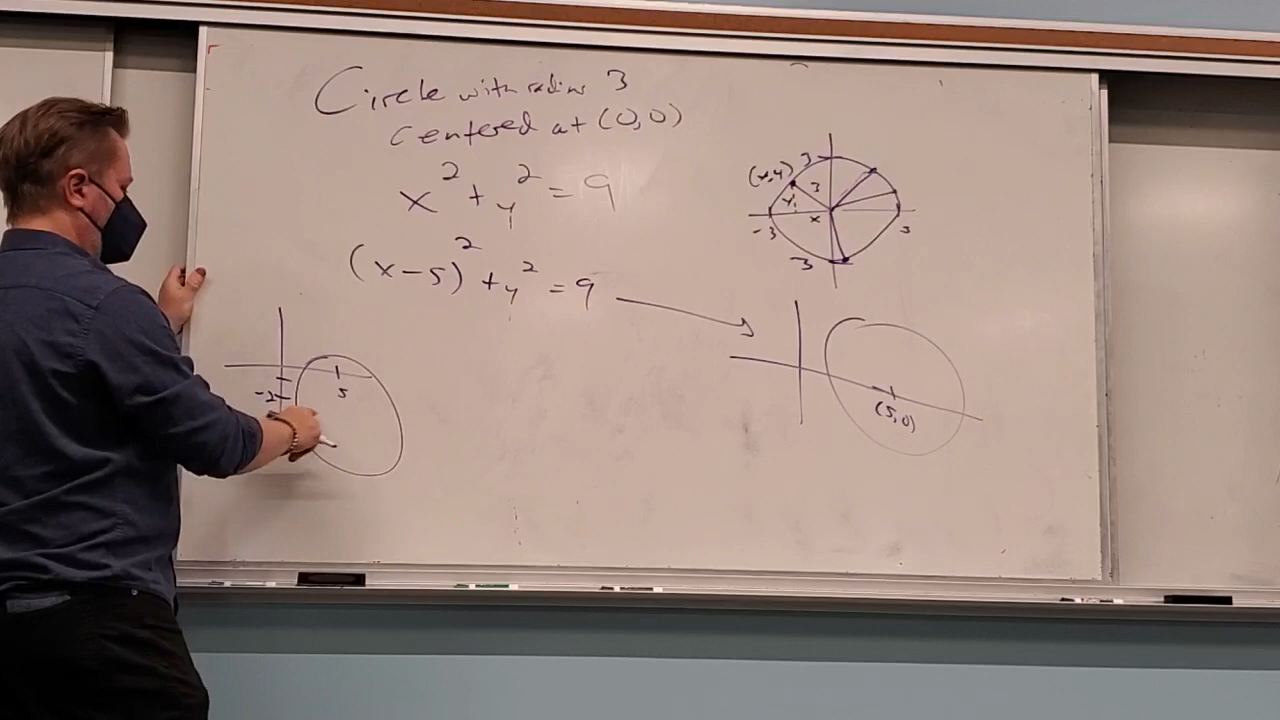 Circle with radius 3
centered at (0,0)
x² + y² = 9
(x-5)² + y² = 9
3
(x,y)
3
y
x
-3
3
-3
(5,0)
5
-2